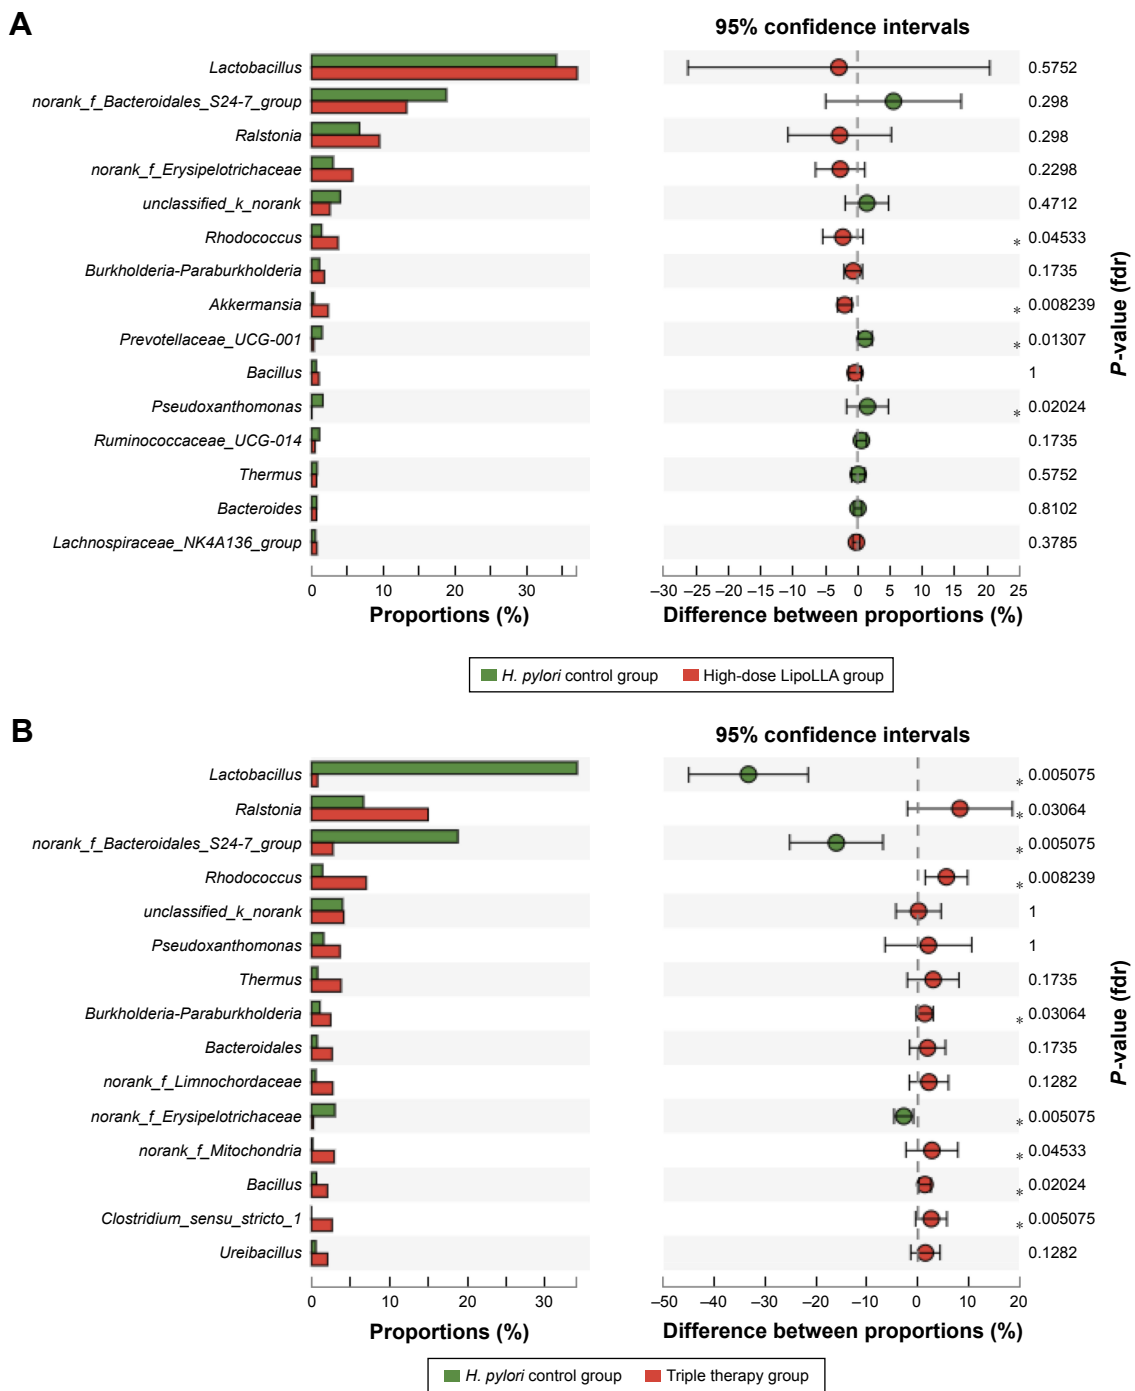 A
95% confidence intervals
Lactobacillus 0.5752
norank_f_Bacteroidales_S24-7_group 0.298
Ralstonia 0.298
norank_f_Erysipelotrichaceae 0.2298
unclassified_k_norank 0.4712
Rhodococcus * 0.04533
Burkholderia-Paraburkholderia 0.1735
Akkermansia * 0.008239
Prevotellaceae_UCG-001 * 0.01307
Bacillus 1
Pseudoxanthomonas * 0.02024
Ruminococcaceae_UCG-014 0.1735
Thermus 0.5752
Bacteroides 0.8102
Lachnospiraceae_NK4A136_group 0.3785
P-value (fdr)
0 10 20 30 –30 –25 –20 –15 –10 –5 0 5 10 15 20 25
Proportions (%) Difference between proportions (%)
H. pylori control group High-dose LipoLLA group
B
95% confidence intervals
Lactobacillus * 0.005075
Ralstonia * 0.03064
norank_f_Bacteroidales_S24-7_group * 0.005075
Rhodococcus * 0.008239
unclassified_k_norank 1
Pseudoxanthomonas 1
Thermus 0.1735
Burkholderia-Paraburkholderia * 0.03064
Bacteroidales 0.1735
norank_f_Limnochordaceae 0.1282
norank_f_Erysipelotrichaceae * 0.005075
norank_f_Mitochondria * 0.04533
Bacillus * 0.02024
Clostridium_sensu_stricto_1 * 0.005075
Ureibacillus 0.1282
P-value (fdr)
0 10 20 30 –50 –40 –30 –20 –10 0 10 20
Proportions (%) Difference between proportions (%)
H. pylori control group Triple therapy group